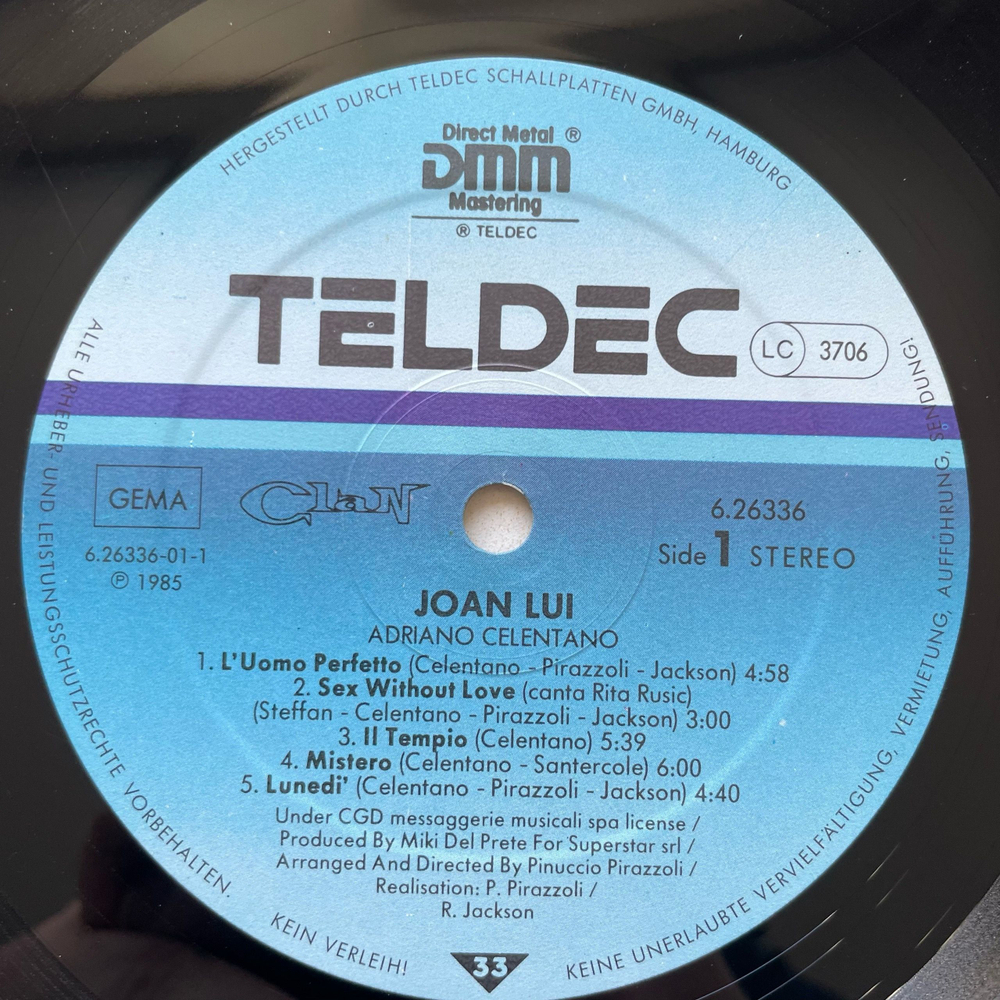 HERGESTELLT DURCH TELDEC SCHALLPLATTEN GMBH, HAMBURG
Direct Metal ®
DMM
Mastering
® TELDEC
TELDEC
LC 3706
GEMA
Clan
6.26336
6.26336-01-1
Side 1 STEREO
℗ 1985
JOAN LUI
ADRIANO CELENTANO
1. L'Uomo Perfetto (Celentano - Pirazzoli - Jackson) 4:58
2. Sex Without Love (canta Rita Rusic)
(Steffan - Celentano - Pirazzoli - Jackson) 3:00
3. Il Tempio (Celentano) 5:39
4. Mistero (Celentano - Santercole) 6:00
5. Lunedi' (Celentano - Pirazzoli - Jackson) 4:40
Under CGD messaggerie musicali spa license /
Produced By Miki Del Prete For Superstar srl /
Arranged And Directed By Pinuccio Pirazzoli /
Realisation: P. Pirazzoli /
R. Jackson
33
ALLE URHEBER- UND LEISTUNGSSCHUTZRECHTE VORBEHALTEN.
KEIN VERLEIH!
KEINE UNERLAUBTE VERVIELFÄLTIGUNG, VERMIETUNG, AUFFÜHRUNG, SENDUNG!